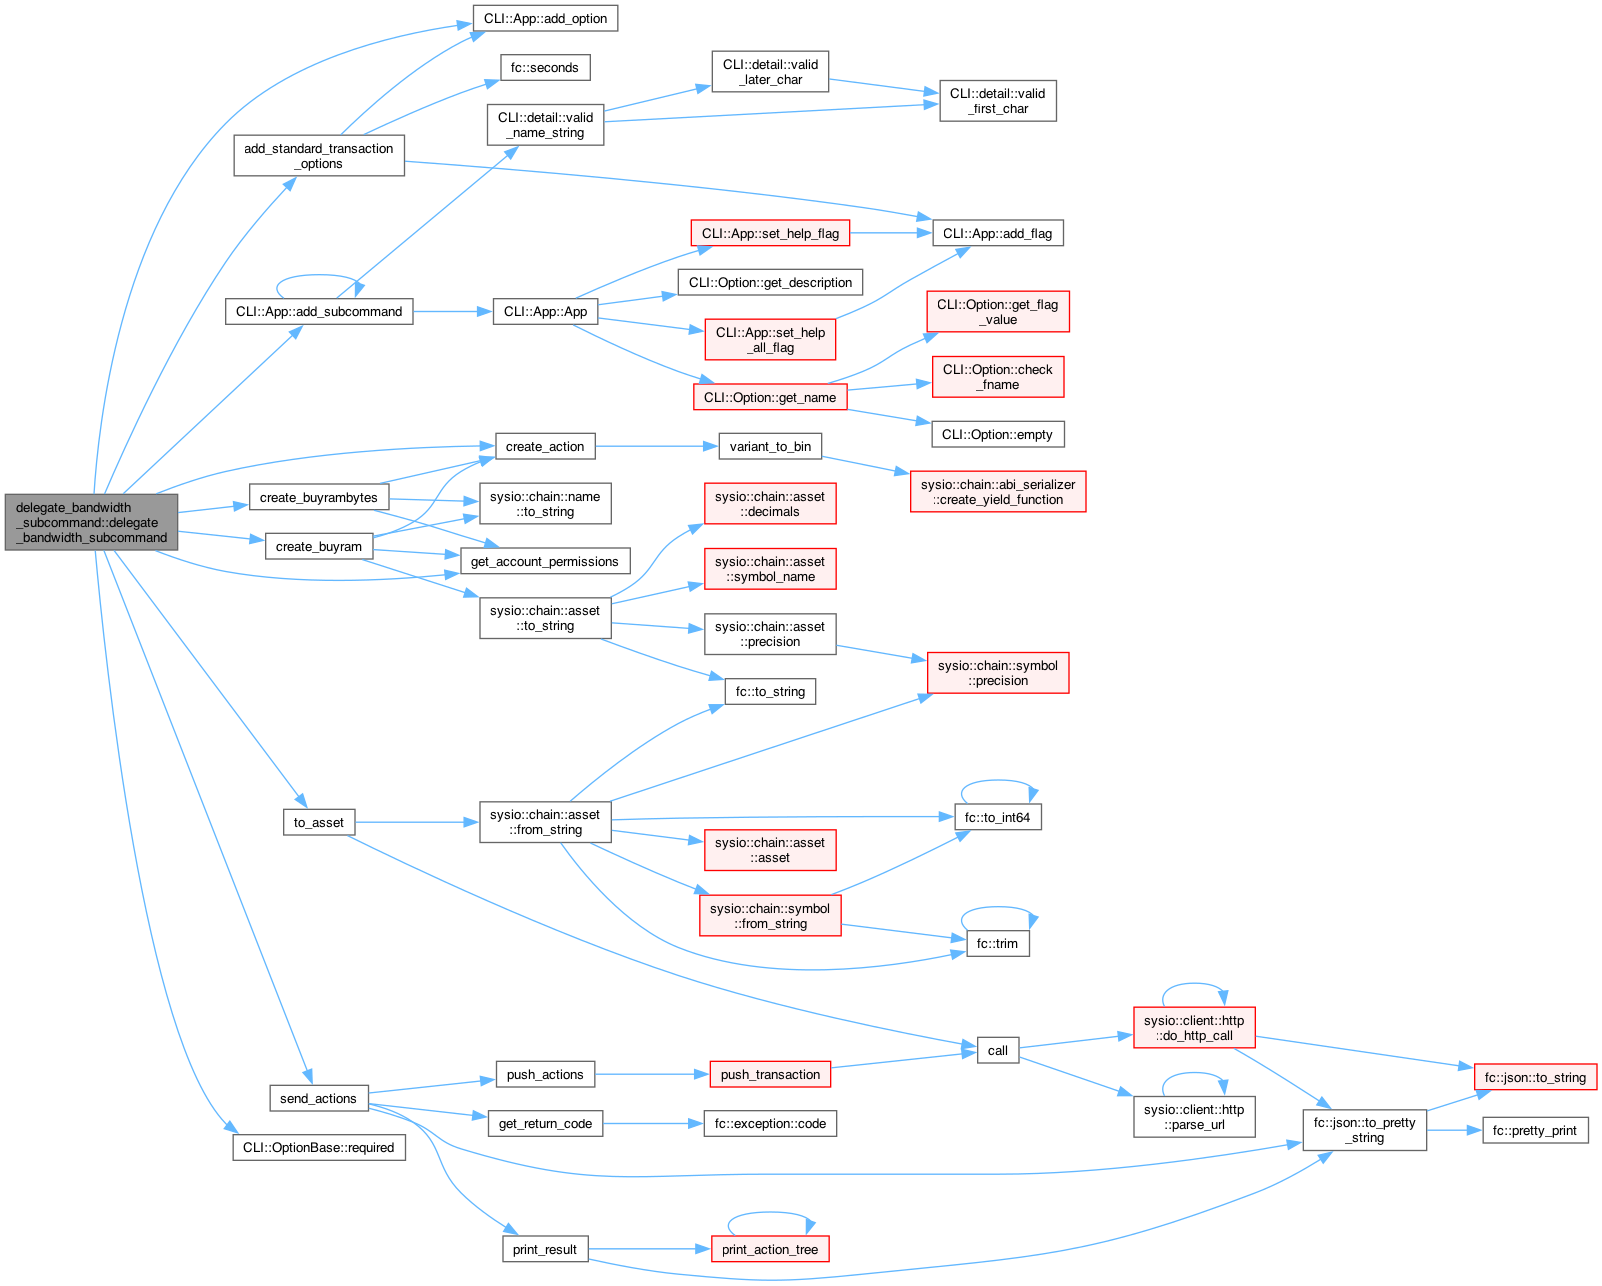 CLI::App::add_option
fc::seconds
CLI::detail::valid
_later_char
CLI::detail::valid
_first_char
CLI::detail::valid
_name_string
add_standard_transaction
_options
CLI::App::set_help_flag
CLI::App::add_flag
CLI::Option::get_description
CLI::App::add_subcommand
CLI::App::App
CLI::Option::get_flag
_value
CLI::App::set_help
_all_flag
CLI::Option::check
_fname
CLI::Option::get_name
CLI::Option::empty
create_action
variant_to_bin
sysio::chain::abi_serializer
::create_yield_function
create_buyrambytes
sysio::chain::name
::to_string
sysio::chain::asset
::decimals
delegate_bandwidth
_subcommand::delegate
_bandwidth_subcommand
create_buyram
get_account_permissions
sysio::chain::asset
::symbol_name
sysio::chain::asset
::to_string
sysio::chain::asset
::precision
sysio::chain::symbol
::precision
fc::to_string
to_asset
sysio::chain::asset
::from_string
fc::to_int64
sysio::chain::asset
::asset
sysio::chain::symbol
::from_string
fc::trim
call
sysio::client::http
::do_http_call
push_actions
push_transaction
fc::json::to_string
send_actions
get_return_code
fc::exception::code
sysio::client::http
::parse_url
fc::json::to_pretty
_string
fc::pretty_print
CLI::OptionBase::required
print_result
print_action_tree